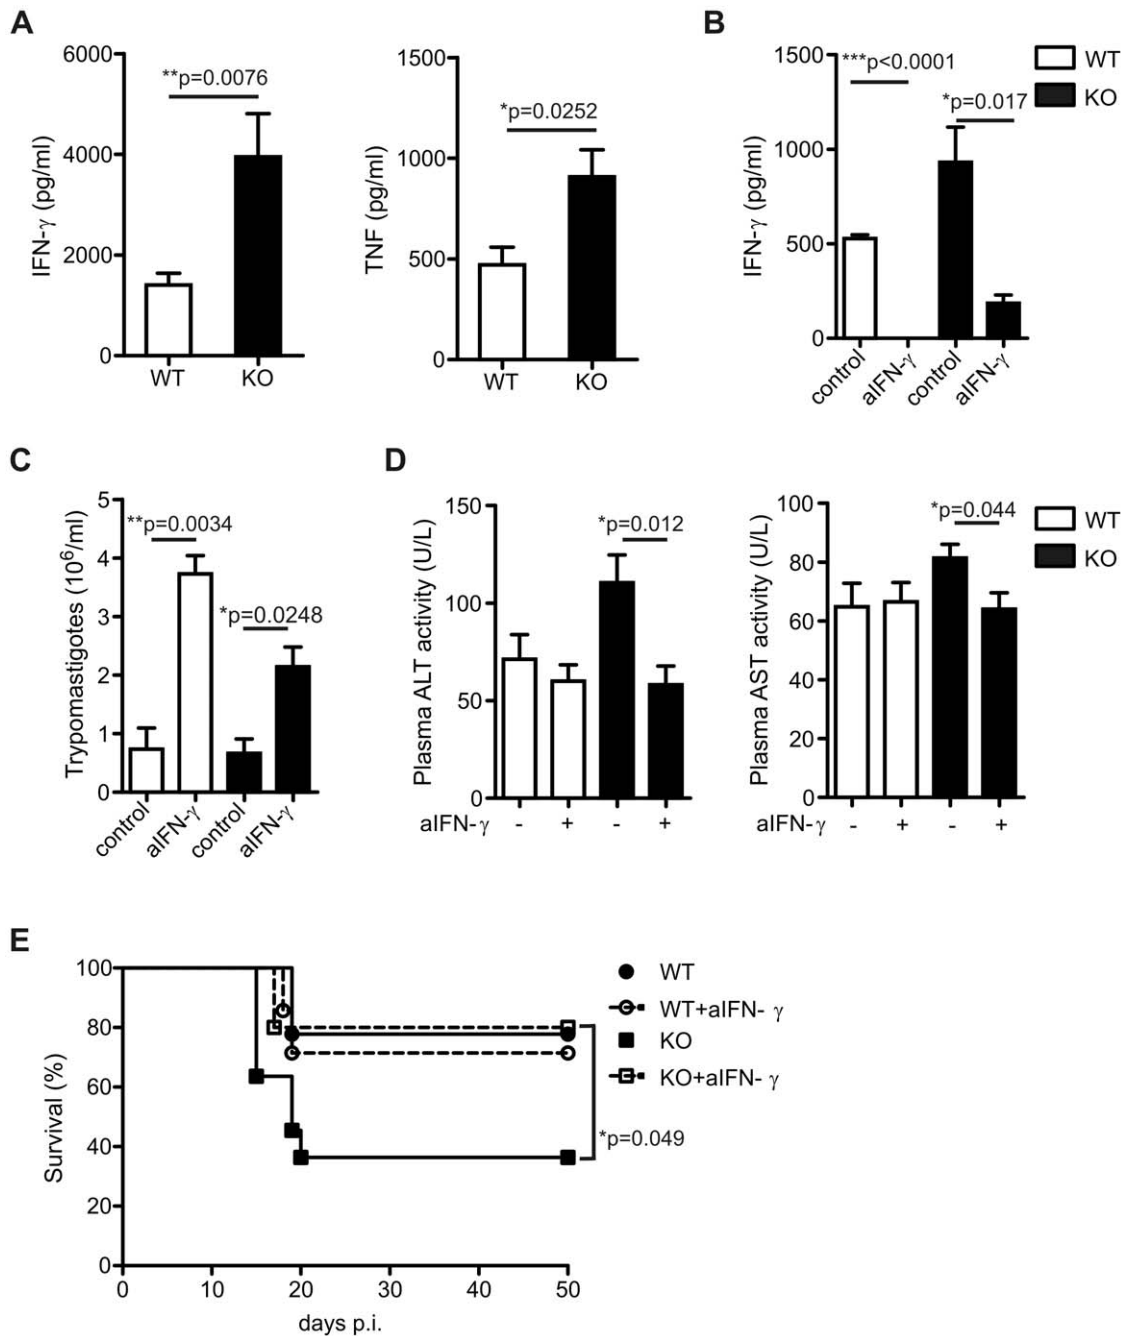 A
6000
4000
2000
0
IFN-γ (pg/ml)
**p=0.0076
WT
KO
1500
1000
500
0
TNF (pg/ml)
*p=0.0252
WT
KO
B
1500
1000
500
0
IFN-γ (pg/ml)
***p<0.0001
*p=0.017
control
aIFN-γ
control
aIFN-γ
WT
KO
C
5
4
3
2
1
0
Trypomastigotes (10⁶/ml)
**p=0.0034
*p=0.0248
control
aIFN-γ
control
aIFN-γ
D
150
100
50
0
Plasma ALT activity (U/L)
*p=0.012
aIFN-γ - + - +
100
80
60
40
20
0
Plasma AST activity (U/L)
*p=0.044
aIFN-γ - + - +
WT
KO
E
100
80
60
40
20
0
Survival (%)
0 10 20 30 40 50
days p.i.
WT
WT+aIFN- γ
KO
KO+aIFN- γ
*p=0.049